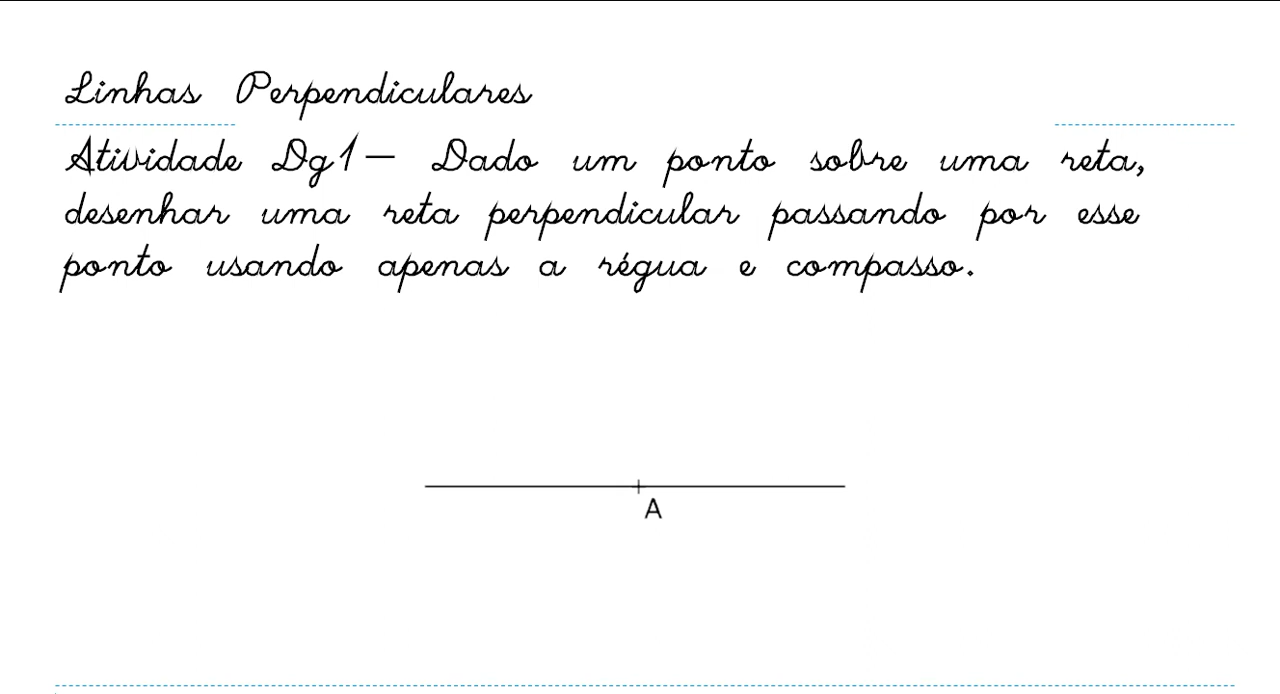 Linhas Perpendiculares
Atividade Dg1– Dado um ponto sobre uma reta,
desenhar uma reta perpendicular passando por esse
ponto usando apenas a régua e compasso.
A